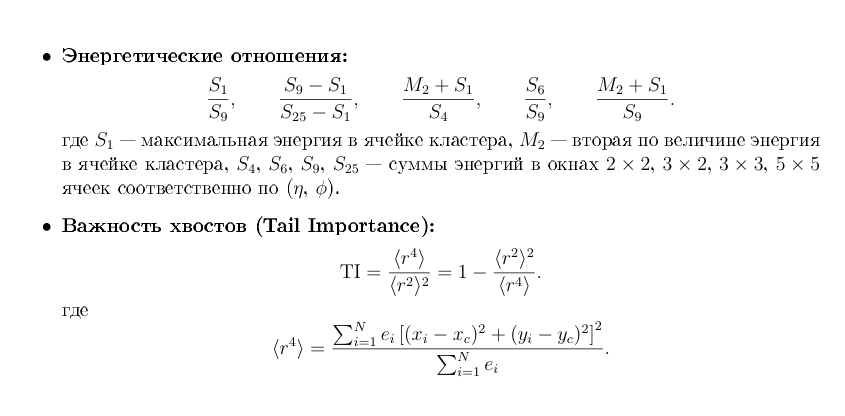 • Энергетические отношения:
$\frac{S_1}{S_9}, \quad \frac{S_9 - S_1}{S_{25} - S_1}, \quad \frac{M_2 + S_1}{S_4}, \quad \frac{S_6}{S_9}, \quad \frac{M_2 + S_1}{S_9}.$
где $S_1$ — максимальная энергия в ячейке кластера, $M_2$ — вторая по величине энергия
в ячейке кластера, $S_4$, $S_6$, $S_9$, $S_{25}$ — суммы энергий в окнах $2 \times 2$, $3 \times 2$, $3 \times 3$, $5 \times 5$
ячеек соответственно по $(\eta, \phi)$.
• Важность хвостов (Tail Importance):
$\mathrm{TI} = \frac{\langle r^4 \rangle}{\langle r^2 \rangle^2} = 1 - \frac{\langle r^2 \rangle^2}{\langle r^4 \rangle}.$
где
$\langle r^4 \rangle = \frac{\sum_{i=1}^{N} e_i \left[(x_i - x_c)^2 + (y_i - y_c)^2\right]^2}{\sum_{i=1}^{N} e_i}.$